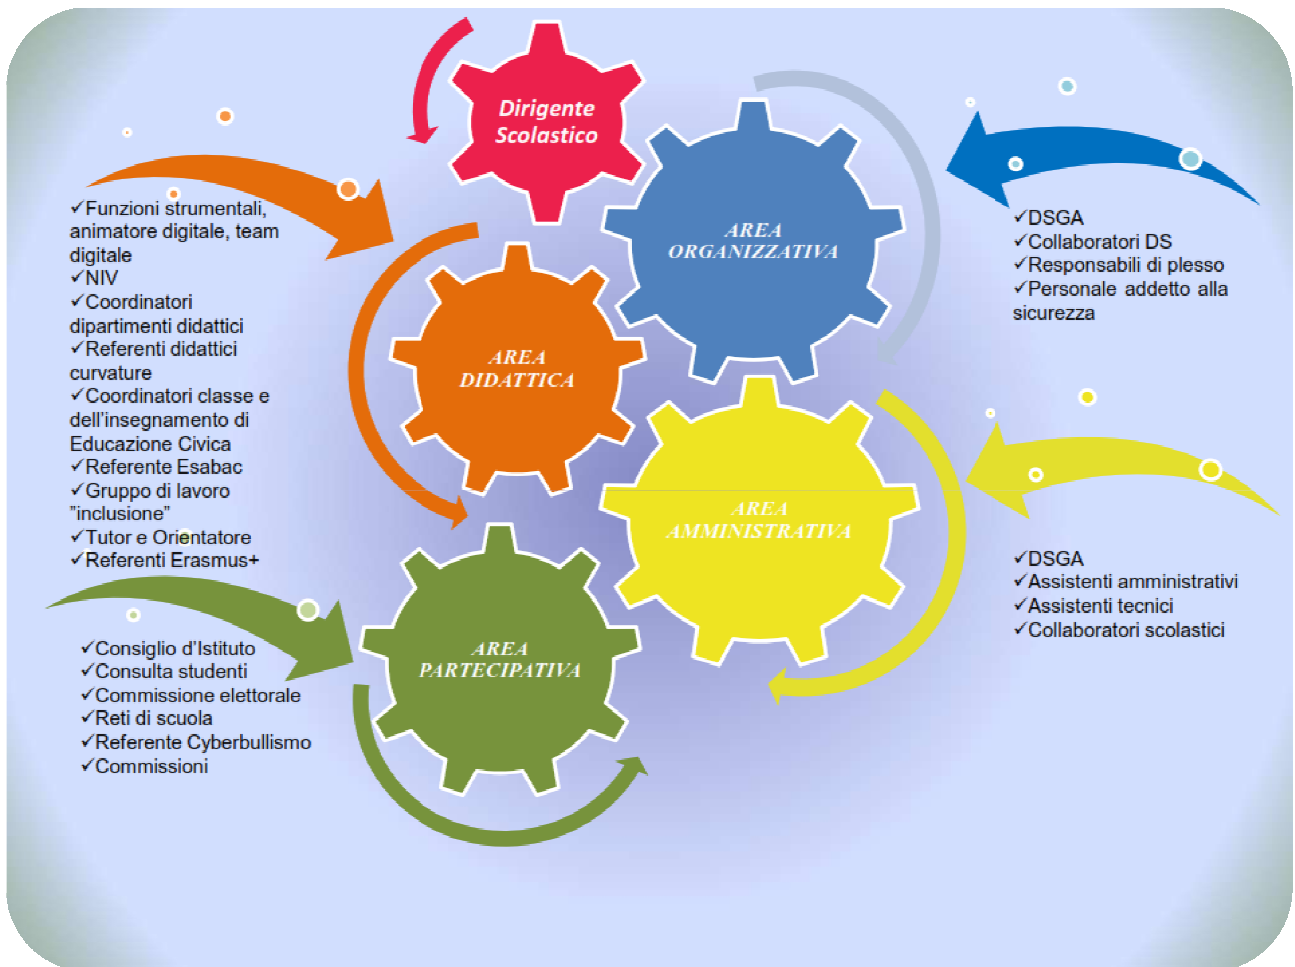 Dirigente
Scolastico
AREA
ORGANIZZATIVA
✓DSGA
✓Collaboratori DS
✓Responsabili di plesso
✓Personale addetto alla
sicurezza
✓Funzioni strumentali,
animatore digitale, team
digitale
✓NIV
✓Coordinatori
dipartimenti didattici
✓Referenti didattici
curvature
✓Coordinatori classe e
dell'insegnamento di
Educazione Civica
✓Referente Esabac
✓Gruppo di lavoro
”inclusione”
✓Tutor e Orientatore
✓Referenti Erasmus+
AREA
DIDATTICA
AREA
AMMINISTRATIVA
✓DSGA
✓Assistenti amministrativi
✓Assistenti tecnici
✓Collaboratori scolastici
✓Consiglio d'Istituto
✓Consulta studenti
✓Commissione elettorale
✓Reti di scuola
✓Referente Cyberbullismo
✓Commissioni
AREA
PARTECIPATIVA